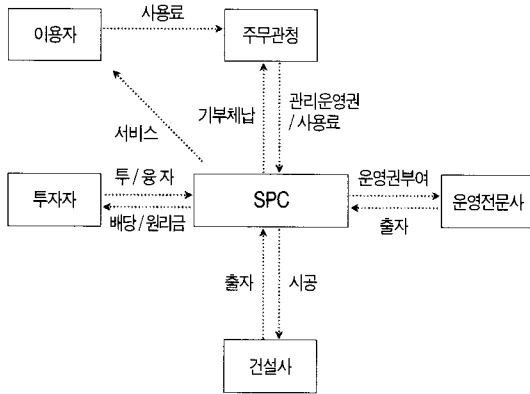 사용료
이용자
주무관청
기부체납
관리운영권
/ 사용료
서비스
투 / 융 자
운영권부여
투자자
SPC
운영전문사
배당 / 원리금
출자
출자
시공
건설사